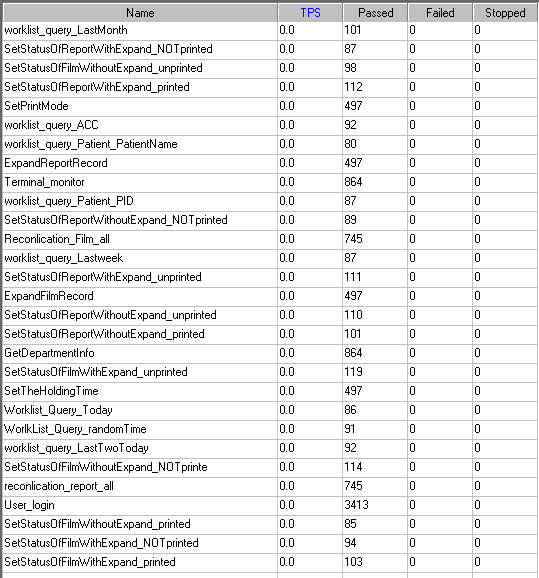 Name TPS Passed Failed Stopped
worklist_query_LastMonth 0.0 101 0 0
SetStatusOfReportWithExpand_NOTprinted 0.0 87 0 0
SetStatusOfFilmWithoutExpand_unprinted 0.0 98 0 0
SetStatusOfReportWithExpand_printed 0.0 112 0 0
SetPrintMode 0.0 497 0 0
worklist_query_ACC 0.0 92 0 0
worklist_query_Patient_PatientName 0.0 80 0 0
ExpandReportRecord 0.0 497 0 0
Terminal_monitor 0.0 864 0 0
worklist_query_Patient_PID 0.0 87 0 0
SetStatusOfReportWithoutExpand_NOTprinted 0.0 89 0 0
Reconlication_Film_all 0.0 745 0 0
worklist_query_Lastweek 0.0 87 0 0
SetStatusOfReportWithExpand_unprinted 0.0 111 0 0
ExpandFilmRecord 0.0 497 0 0
SetStatusOfReportWithoutExpand_unprinted 0.0 110 0 0
SetStatusOfReportWithoutExpand_printed 0.0 101 0 0
GetDepartmentInfo 0.0 864 0 0
SetStatusOfFilmWithExpand_unprinted 0.0 119 0 0
SetTheHoldingTime 0.0 497 0 0
Worklist_Query_Today 0.0 86 0 0
WorlkList_Query_randomTime 0.0 91 0 0
worklist_query_LastTwoToday 0.0 92 0 0
SetStatusOfFilmWithoutExpand_NOTprinte 0.0 114 0 0
reconlication_report_all 0.0 745 0 0
User_login 0.0 3413 0 0
SetStatusOfFilmWithoutExpand_printed 0.0 85 0 0
SetStatusOfFilmWithExpand_NOTprinted 0.0 94 0 0
SetStatusOfFilmWithExpand_printed 0.0 103 0 0